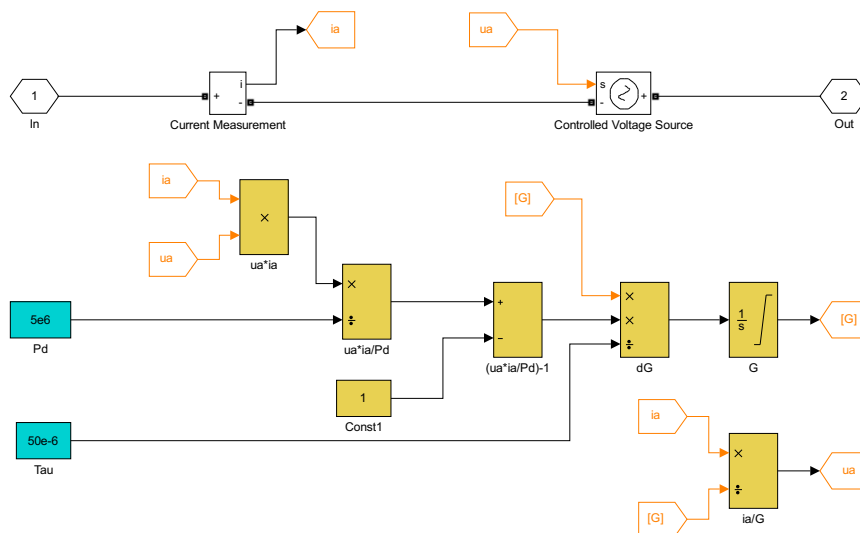 ia
ua
1
In
+
i
-
Current Measurement
s
-
+
Controlled Voltage Source
2
Out
ia
ua
×
ua*ia
[G]
5e6
Pd
×
÷
ua*ia/Pd
+
−
(ua*ia/Pd)-1
×
×
÷
dG
1
s
G
[G]
1
Const1
50e-6
Tau
ia
[G]
×
÷
ia/G
ua